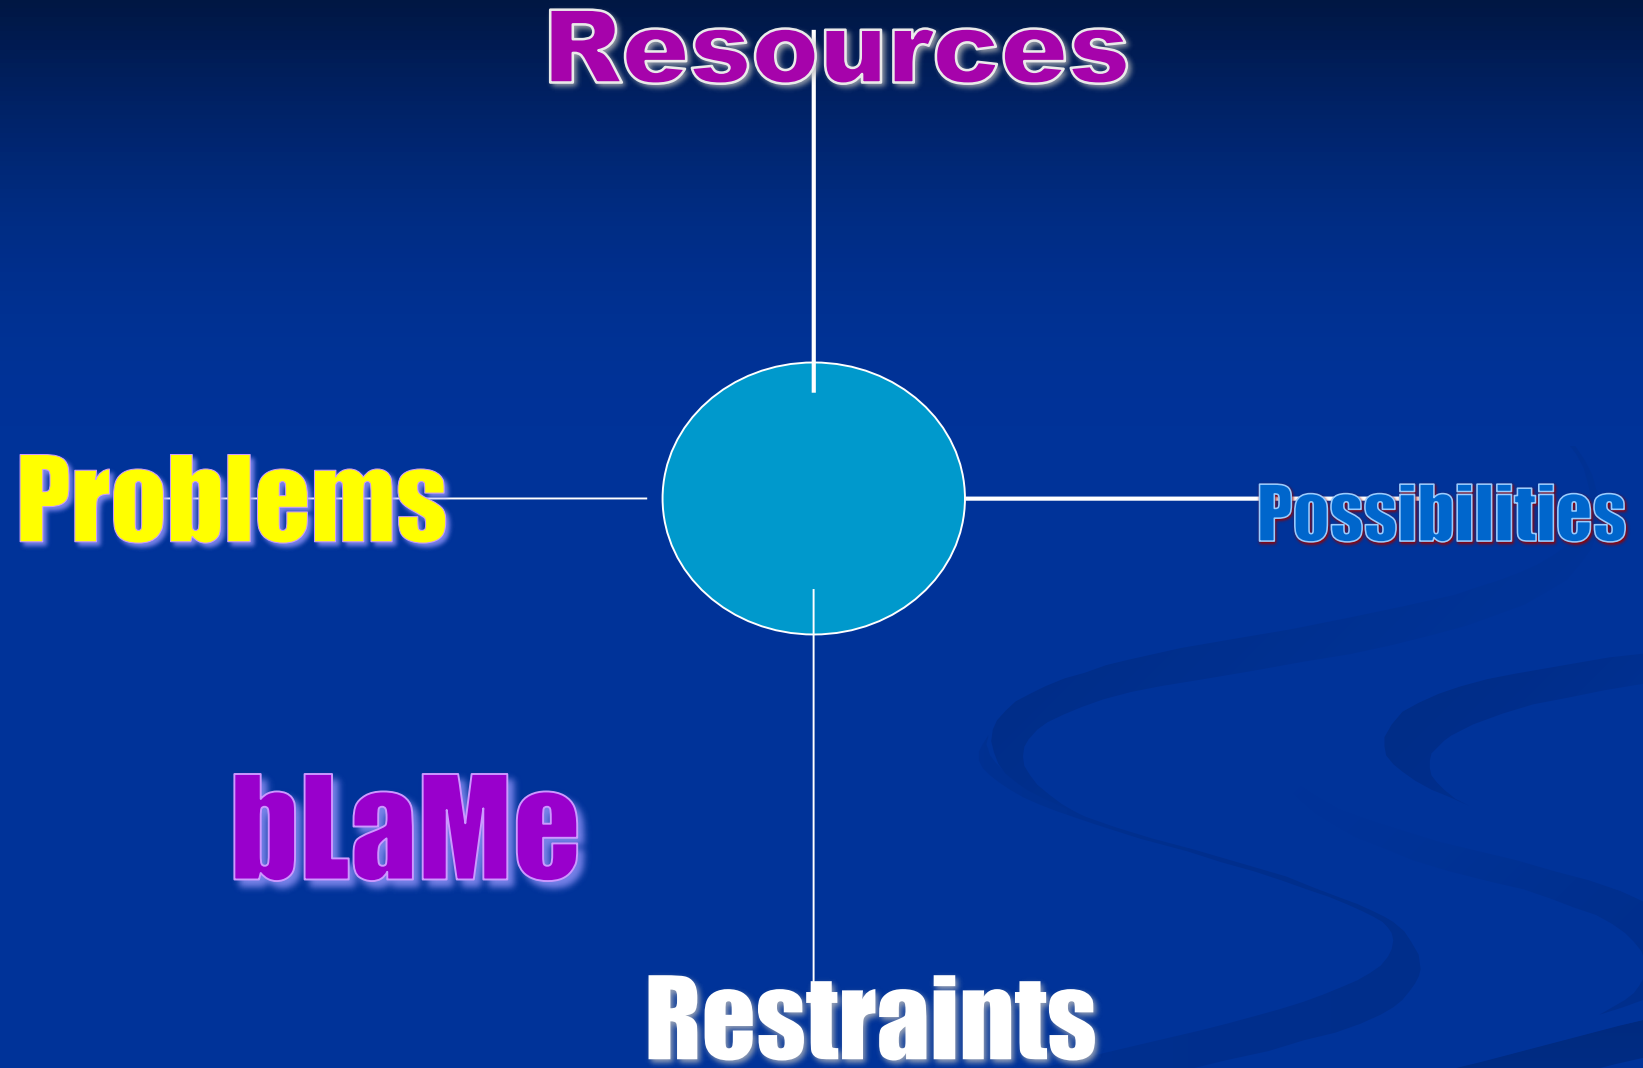 Resources
Problems
Possibilities
bLaMe
Restraints